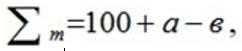 ∑ m = 100 + а − в ,